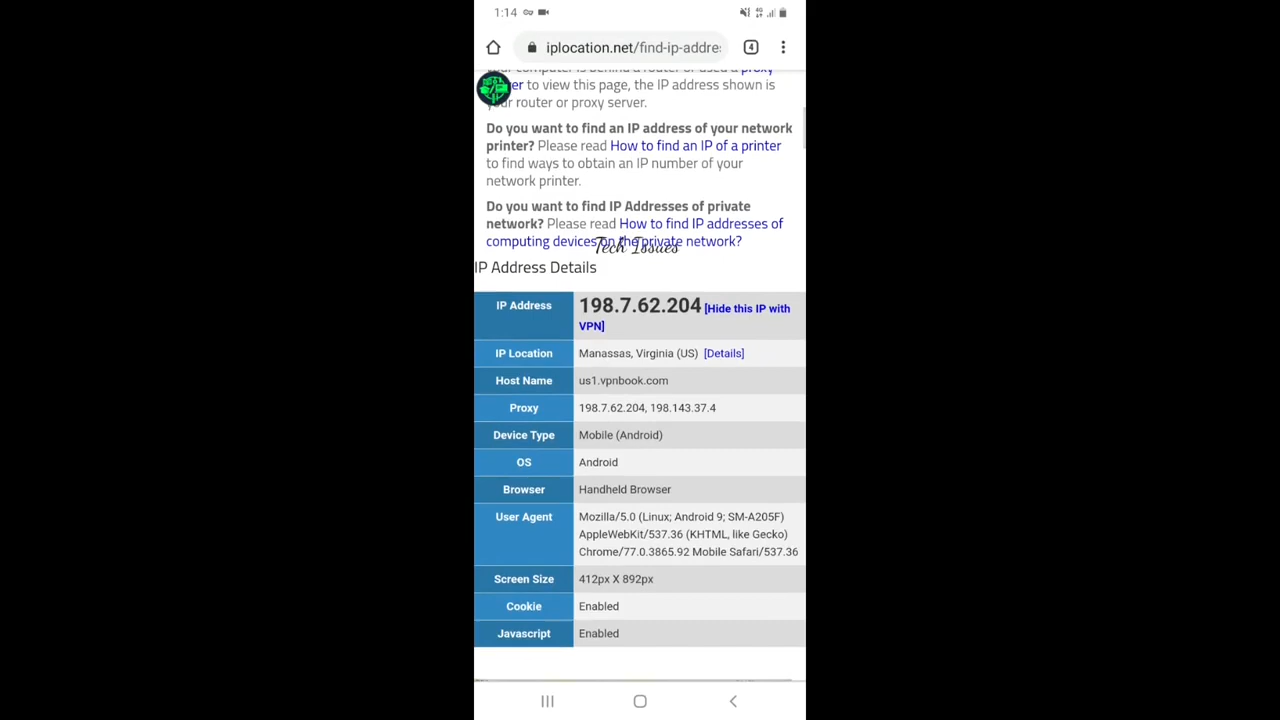 1:14
4G
iplocation.net/find-ip-addre
4
your computer is behind a router or used a proxy
to view this page, the IP address shown is
your router or proxy server.
Do you want to find an IP address of your network
printer? Please read How to find an IP of a printer
to find ways to obtain an IP number of your
network printer.
Do you want to find IP Addresses of private
network? Please read How to find IP addresses of
computing devices on the private network?
Tech Issues
IP Address Details
IP Address 198.7.62.204 [Hide this IP with
VPN]
IP Location Manassas, Virginia (US) [Details]
Host Name us1.vpnbook.com
Proxy 198.7.62.204, 198.143.37.4
Device Type Mobile (Android)
OS Android
Browser Handheld Browser
User Agent Mozilla/5.0 (Linux; Android 9; SM-A205F)
AppleWebKit/537.36 (KHTML, like Gecko)
Chrome/77.0.3865.92 Mobile Safari/537.36
Screen Size 412px X 892px
Cookie Enabled
Javascript Enabled